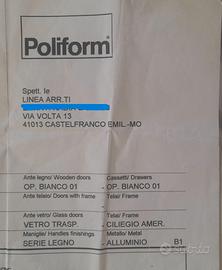 Poliform®
Spett. le
LINEA ARR.TI
VIA VOLTA 13
41013 CASTELFRANCO EMIL.-MO
Ante legno/ Wooden doors Cassetti/ Drawers
OP. BIANCO 01 - OP. BIANCO 01
Ante telaio/ Doors with frame Telai/ Frame
Ante vetro/ Glass doors Telai/ Frame
VETRO TRASP. - CILIEGIO AMER.
Maniglie/ Handles finishings Metallo/ Metal
SERIE LEGNO - ALLUMINIO B1
subito